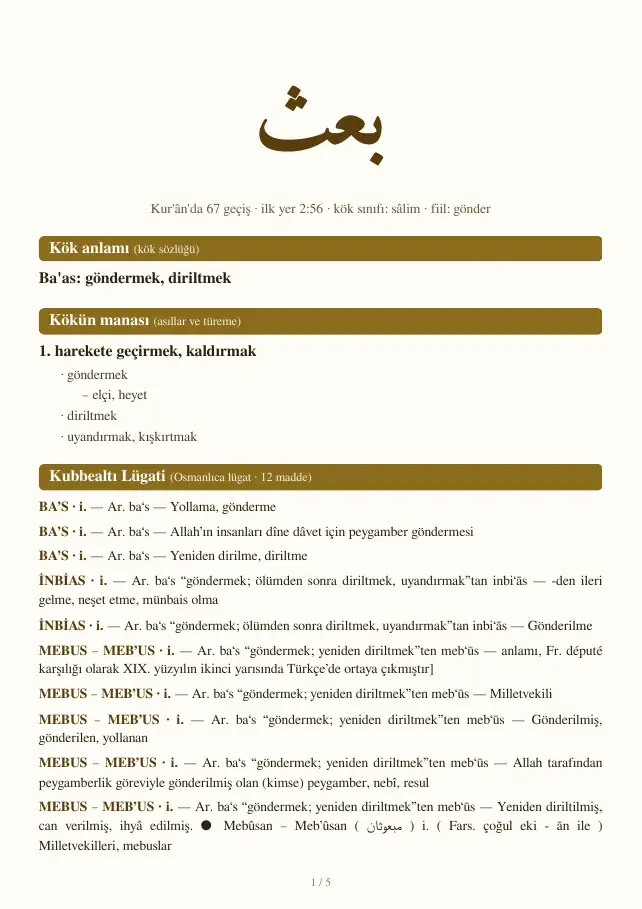 بعث
Kur'ân'da 67 geçiş · ilk yer 2:56 · kök sınıfı: sâlim · fiil: gönder
Kök anlamı (kök sözlüğü)
Ba'as: göndermek, diriltmek
Kökün manası (asıllar ve türeme)
1. harekete geçirmek, kaldırmak
· göndermek
– elçi, heyet
· diriltmek
· uyandırmak, kışkırtmak
Kubbealtı Lügati (Osmanlıca lügat · 12 madde)
BA’S · i. — Ar. ba‘s — Yollama, gönderme
BA’S · i. — Ar. ba‘s — Allah’ın insanları dîne dâvet için peygamber göndermesi
BA’S · i. — Ar. ba‘s — Yeniden dirilme, diriltme
İNBİAS · i. — Ar. ba‘s “göndermek; ölümden sonra diriltmek, uyandırmak”tan inbi‘ās — -den ileri
gelme, neşet etme, münbais olma
İNBİAS · i. — Ar. ba‘s “göndermek; ölümden sonra diriltmek, uyandırmak”tan inbi‘ās — Gönderilme
MEBUS – MEB’US · i. — Ar. ba‘s “göndermek; yeniden diriltmek”ten meb‘ūs — anlamı, Fr. député
karşılığı olarak XIX. yüzyılın ikinci yarısında Türkçe’de ortaya çıkmıştır]
MEBUS – MEB’US · i. — Ar. ba‘s “göndermek; yeniden diriltmek”ten meb‘ūs — Milletvekili
MEBUS – MEB’US · i. — Ar. ba‘s “göndermek; yeniden diriltmek”ten meb‘ūs — Gönderilmiş,
gönderilen, yollanan
MEBUS – MEB’US · i. — Ar. ba‘s “göndermek; yeniden diriltmek”ten meb‘ūs — Allah tarafından
peygamberlik göreviyle gönderilmiş olan (kimse) peygamber, nebî, resul
MEBUS – MEB’US · i. — Ar. ba‘s “göndermek; yeniden diriltmek”ten meb‘ūs — Yeniden diriltilmiş,
can verilmiş, ihyâ edilmiş. ● Mebûsan – Meb’ûsan ( مبعوثان ) i. ( Fars. çoğul eki - ān ile )
Milletvekilleri, mebuslar
1 / 5